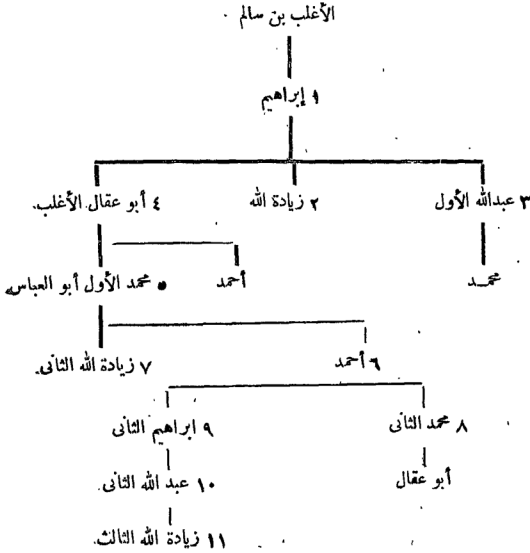 الأغلب بن سالم
١ إبراهيم
٣ عبدالله الأول ٢ زيادة الله ٤ أبو عقال الأغلب.
محمد أحمد ٥ محمد الأول أبو العباس
٦ أحمد ٧ زيادة الله الثانى.
٨ محمد الثانى ٩ ابراهيم الثانى
أبو عقال ١٠ عبد الله الثانى.
١١ زيادة الله الثالث.